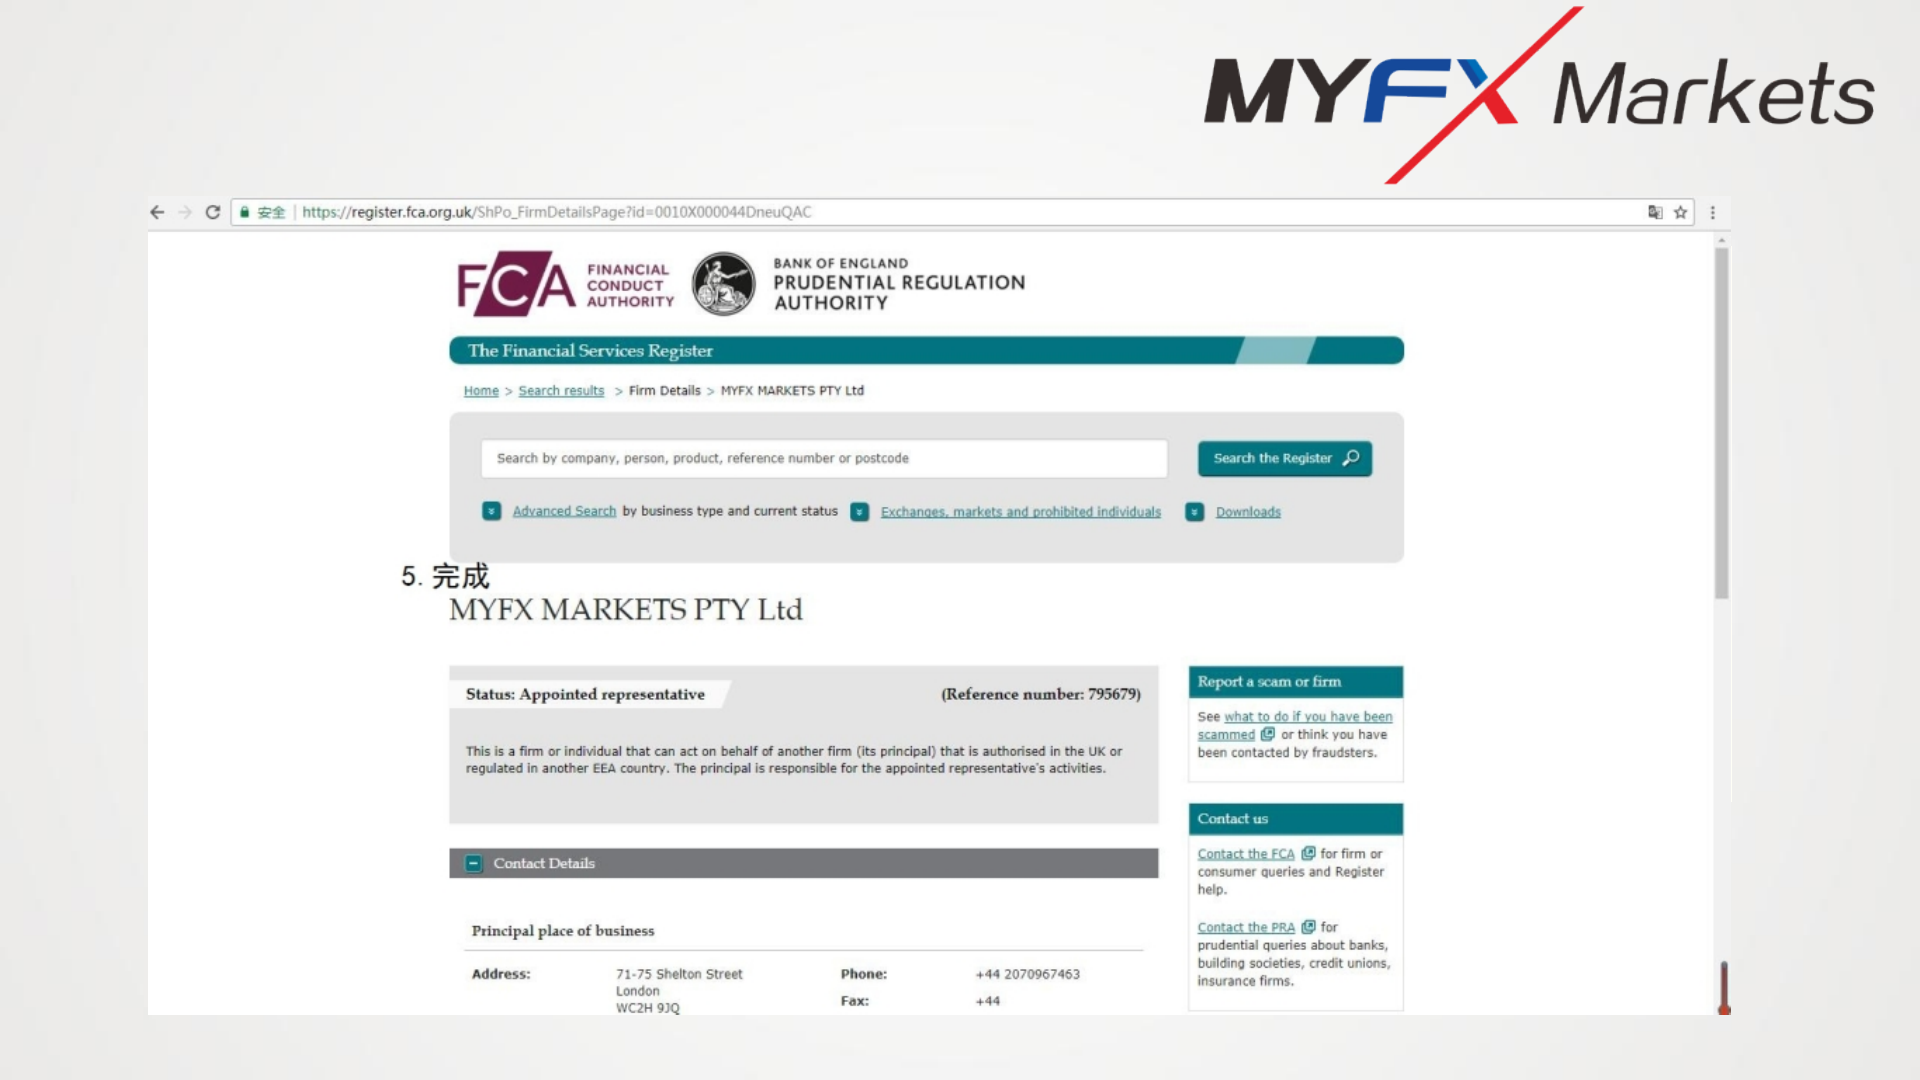 MYFX Markets
安全 | https://register.fca.org.uk/ShPo_FirmDetailsPage?id=0010X000044DneuQAC
FCA FINANCIAL CONDUCT AUTHORITY
BANK OF ENGLAND
PRUDENTIAL REGULATION
AUTHORITY
The Financial Services Register
Home > Search results > Firm Details > MYFX MARKETS PTY Ltd
Search by company, person, product, reference number or postcode
Search the Register
Advanced Search by business type and current status
Exchanges, markets and prohibited individuals
Downloads
5. 完成
MYFX MARKETS PTY Ltd
Status: Appointed representative
(Reference number: 795679)
This is a firm or individual that can act on behalf of another firm (its principal) that is authorised in the UK or
regulated in another EEA country. The principal is responsible for the appointed representative's activities.
Report a scam or firm
See what to do if you have been
scammed or think you have
been contacted by fraudsters.
Contact us
Contact the FCA for firm or
consumer queries and Register
help.
Contact the PRA for
prudential queries about banks,
building societies, credit unions,
insurance firms.
Contact Details
Principal place of business
Address: 71-75 Shelton Street
London
WC2H 9JQ
Phone: +44 2070967463
Fax: +44